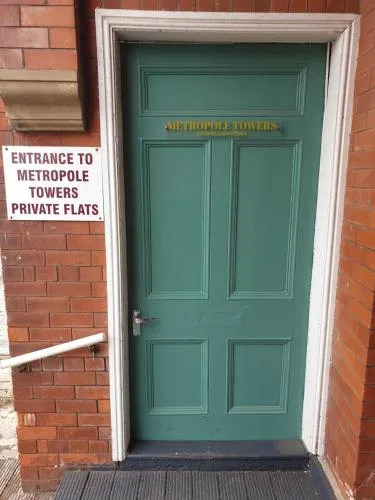 METROPOLE TOWERS
ENTRANCE TO
METROPOLE
TOWERS
PRIVATE FLATS